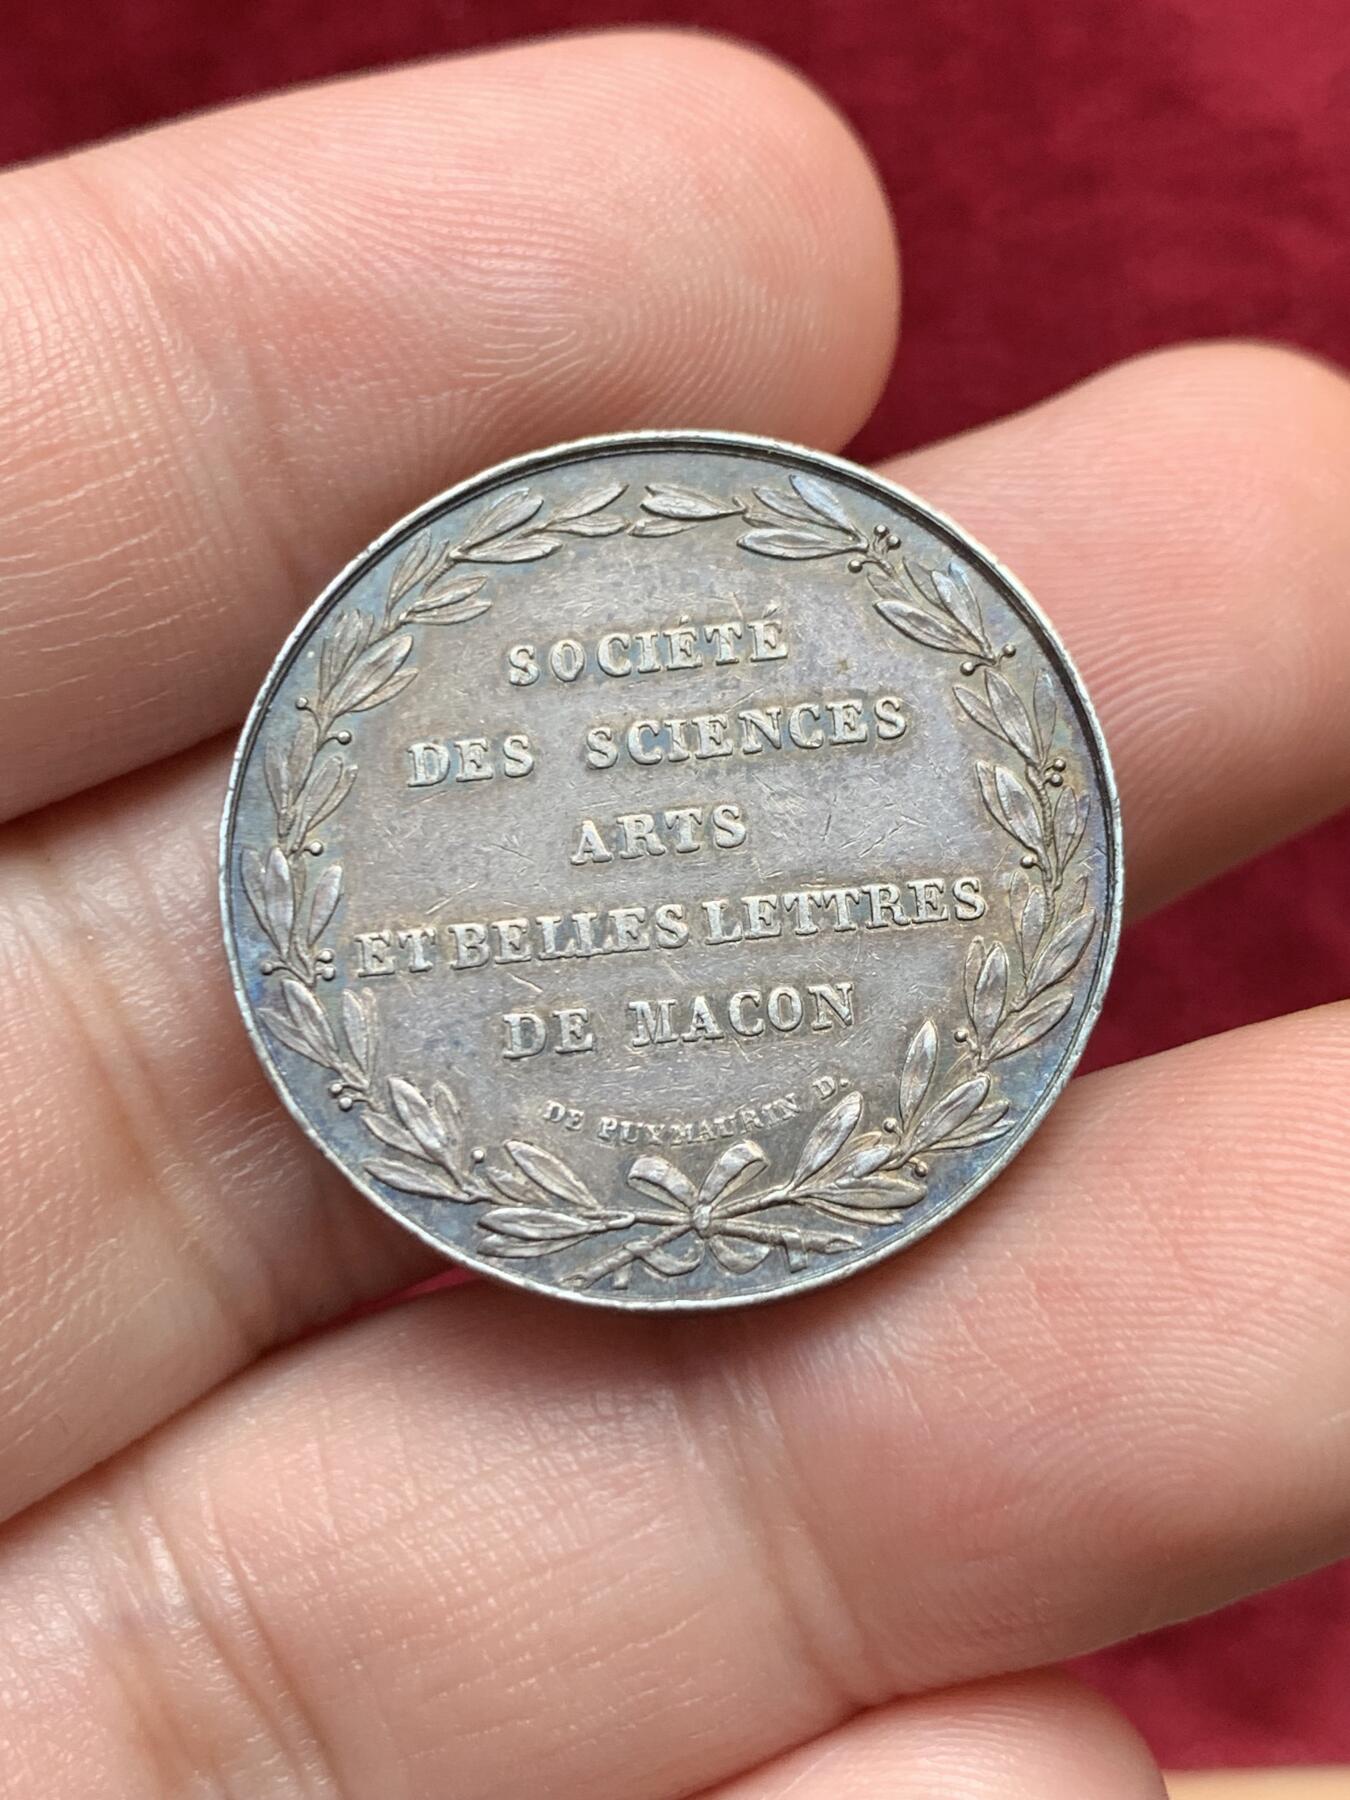 SOCIÉTÉ
DES SCIENCES
ARTS
ET BELLES LETTRES
DE MACON
DE PUYMAURIN D.